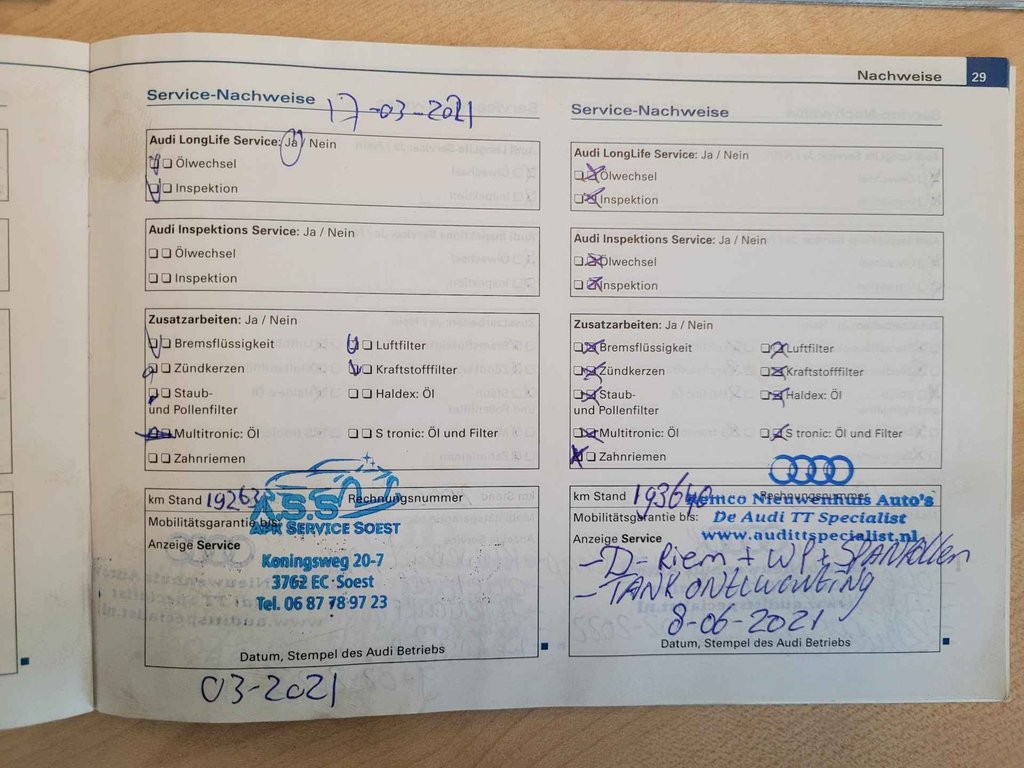 Nachweise 29
Service-Nachweise 17-03-2021
Audi LongLife Service: Ja / Nein
Ölwechsel
Inspektion
Audi Inspektions Service: Ja / Nein
Ölwechsel
Inspektion
Zusatzarbeiten: Ja / Nein
Bremsflüssigkeit Luftfilter
Zündkerzen Kraftstofffilter
Staub- Haldex: Öl
und Pollenfilter
Multitronic: Öl S tronic: Öl und Filter
Zahnriemen
km Stand Rechnungsnummer
A.S.S
Mobilitätsgarantie bis:
APK SERVICE SOEST
Anzeige Service
Koningsweg 20-7
3762 EC · Soest
Tel. 06 87 78 97 23
Datum, Stempel des Audi Betriebs
03-2021
Service-Nachweise
Audi LongLife Service: Ja / Nein
Ölwechsel
Inspektion
Audi Inspektions Service: Ja / Nein
Ölwechsel
Inspektion
Zusatzarbeiten: Ja / Nein
Bremsflüssigkeit Luftfilter
Zündkerzen Kraftstofffilter
Staub- Haldex: Öl
und Pollenfilter
Multitronic: Öl S tronic: Öl und Filter
Zahnriemen
km Stand 193640 Rechnungsnummer
Remco Nieuwenhuis Auto's
Mobilitätsgarantie bis: De Audi TT Specialist
Anzeige Service www.audittspecialist.nl
- D-Riem + WP + SPANROLLEN
- TANK ONTLUCHTING
8-06-2021
Datum, Stempel des Audi Betriebs